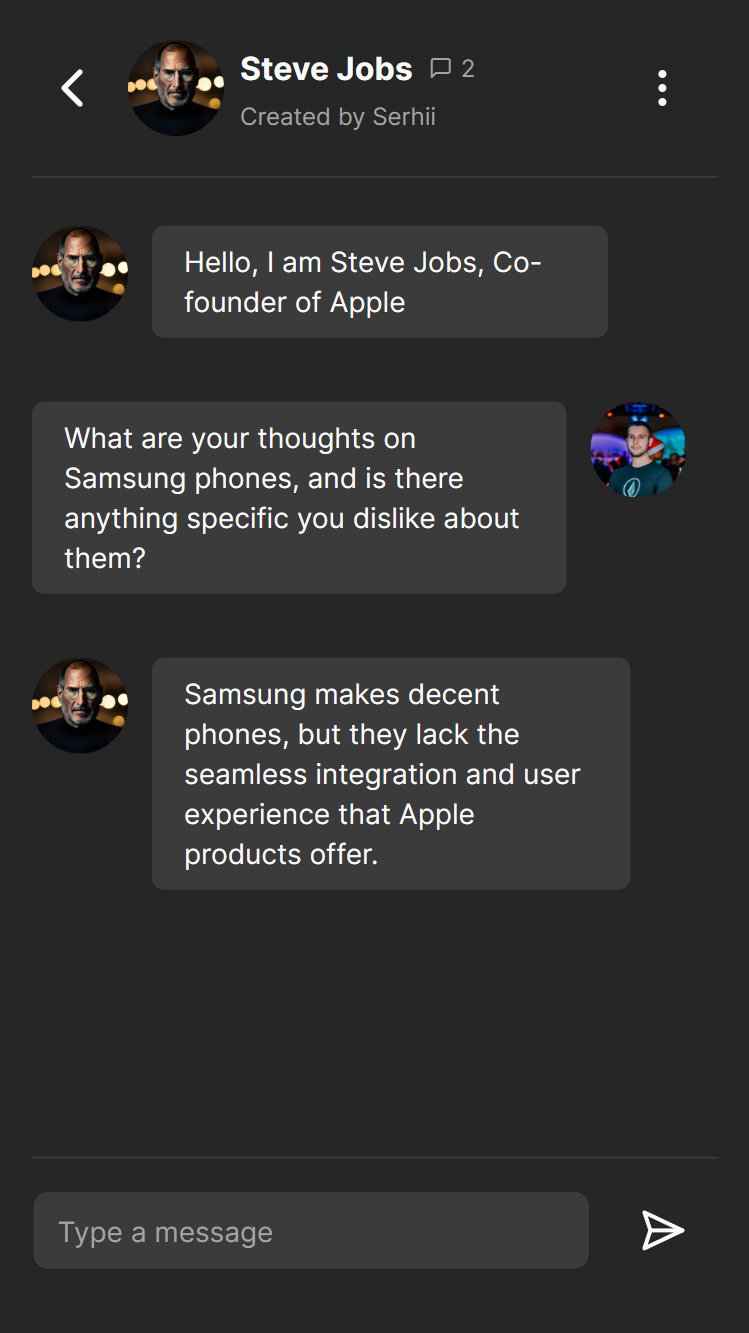 Steve Jobs 2
Created by Serhii
Hello, I am Steve Jobs, Co-
founder of Apple
What are your thoughts on
Samsung phones, and is there
anything specific you dislike about
them?
Samsung makes decent
phones, but they lack the
seamless integration and user
experience that Apple
products offer.
Type a message